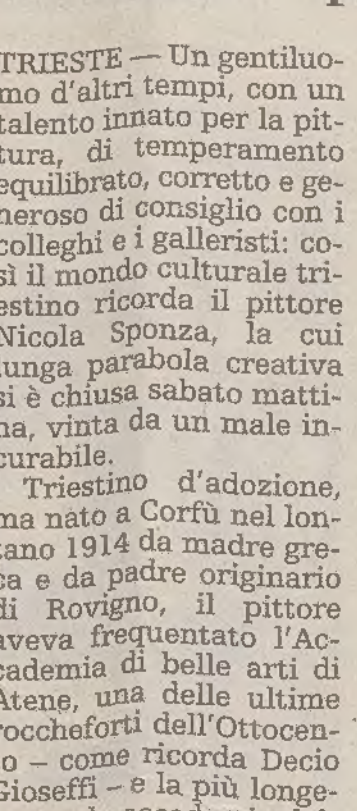 TRIESTE — Un gentiluo-
mo d'altri tempi, con un
talento innato per la pit-
tura, di temperamento
equilibrato, corretto e ge-
neroso di consiglio con i
colleghi e i galleristi: co-
sì il mondo culturale tri-
estino ricorda il pittore
Nicola Sponza, la cui
lunga parabola creativa
si è chiusa sabato matti-
na, vinta da un male in-
curabile.
Triestino d'adozione,
ma nato a Corfù nel lon-
tano 1914 da madre gre-
ca e da padre originario
di Rovigno, il pittore
aveva frequentato l'Ac-
cademia di belle arti di
Atene, una delle ultime
roccheforti dell'Ottocen-
to – come ricorda Decio
Gioseffi – e la più longe-